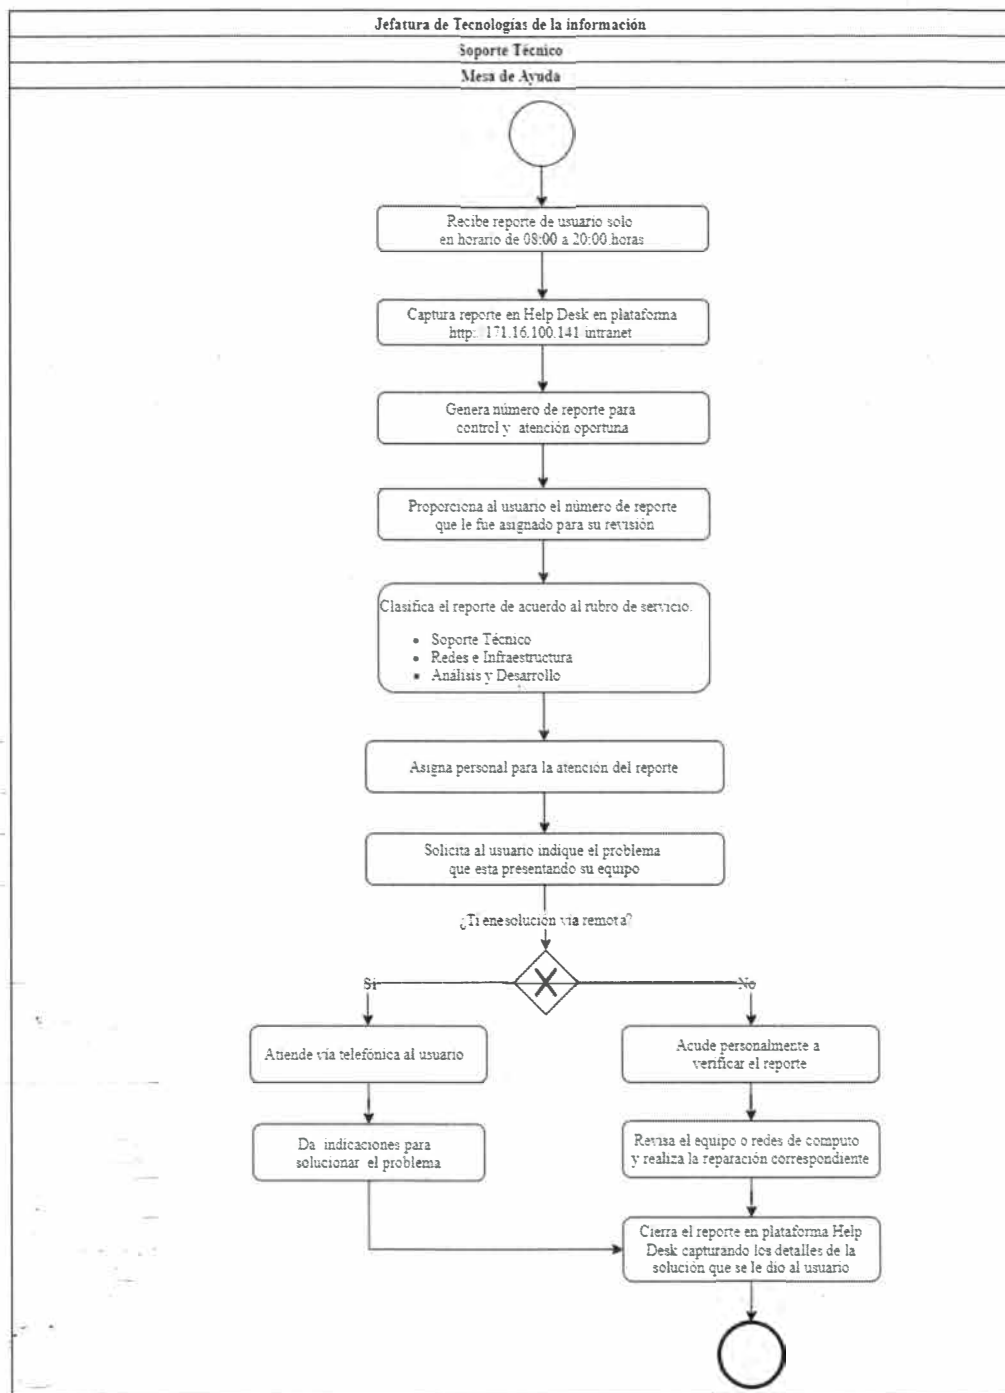 Jefatura de Tecnologías de la información
Soporte Técnico
Mesa de Ayuda
Recibe reporte de usuario solo
en horario de 08:00 a 20:00 horas
Captura reporte en Help Desk en plataforma
http: 171.16.100.141 intranet
Genera número de reporte para
control y atención oportuna
Proporciona al usuario el número de reporte
que le fue asignado para su revisión
Clasifica el reporte de acuerdo al rubro de servicio.
• Soporte Técnico
• Redes e Infraestructura
• Análisis y Desarrollo
Asigna personal para la atención del reporte
Solicita al usuario indique el problema
que esta presentando su equipo
¿Tiene solución vía remota?
Si
No
Atiende vía telefónica al usuario
Acude personalmente a
verificar el reporte
Da indicaciones para
solucionar el problema
Revisa el equipo o redes de computo
y realiza la reparación correspondiente
Cierra el reporte en plataforma Help
Desk capturando los detalles de la
solución que se le dio al usuario